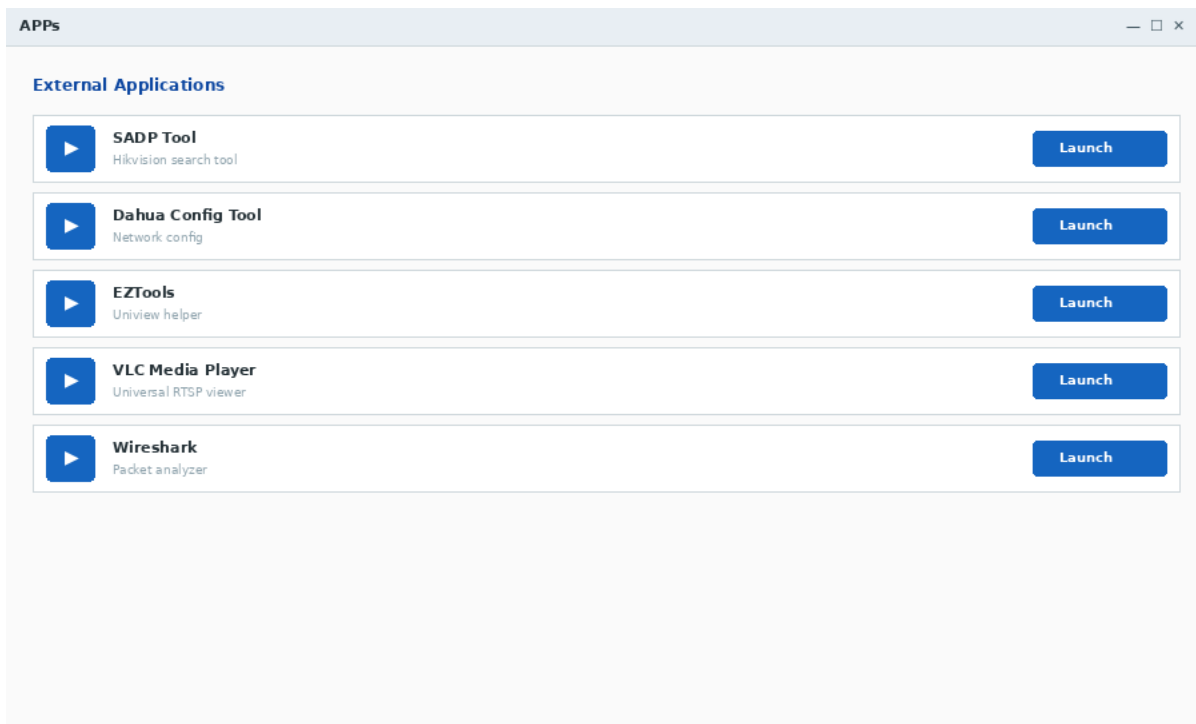 APPs
External Applications
SADP Tool
Hikvision search tool
Launch
Dahua Config Tool
Network config
Launch
EZTools
Uniview helper
Launch
VLC Media Player
Universal RTSP viewer
Launch
Wireshark
Packet analyzer
Launch